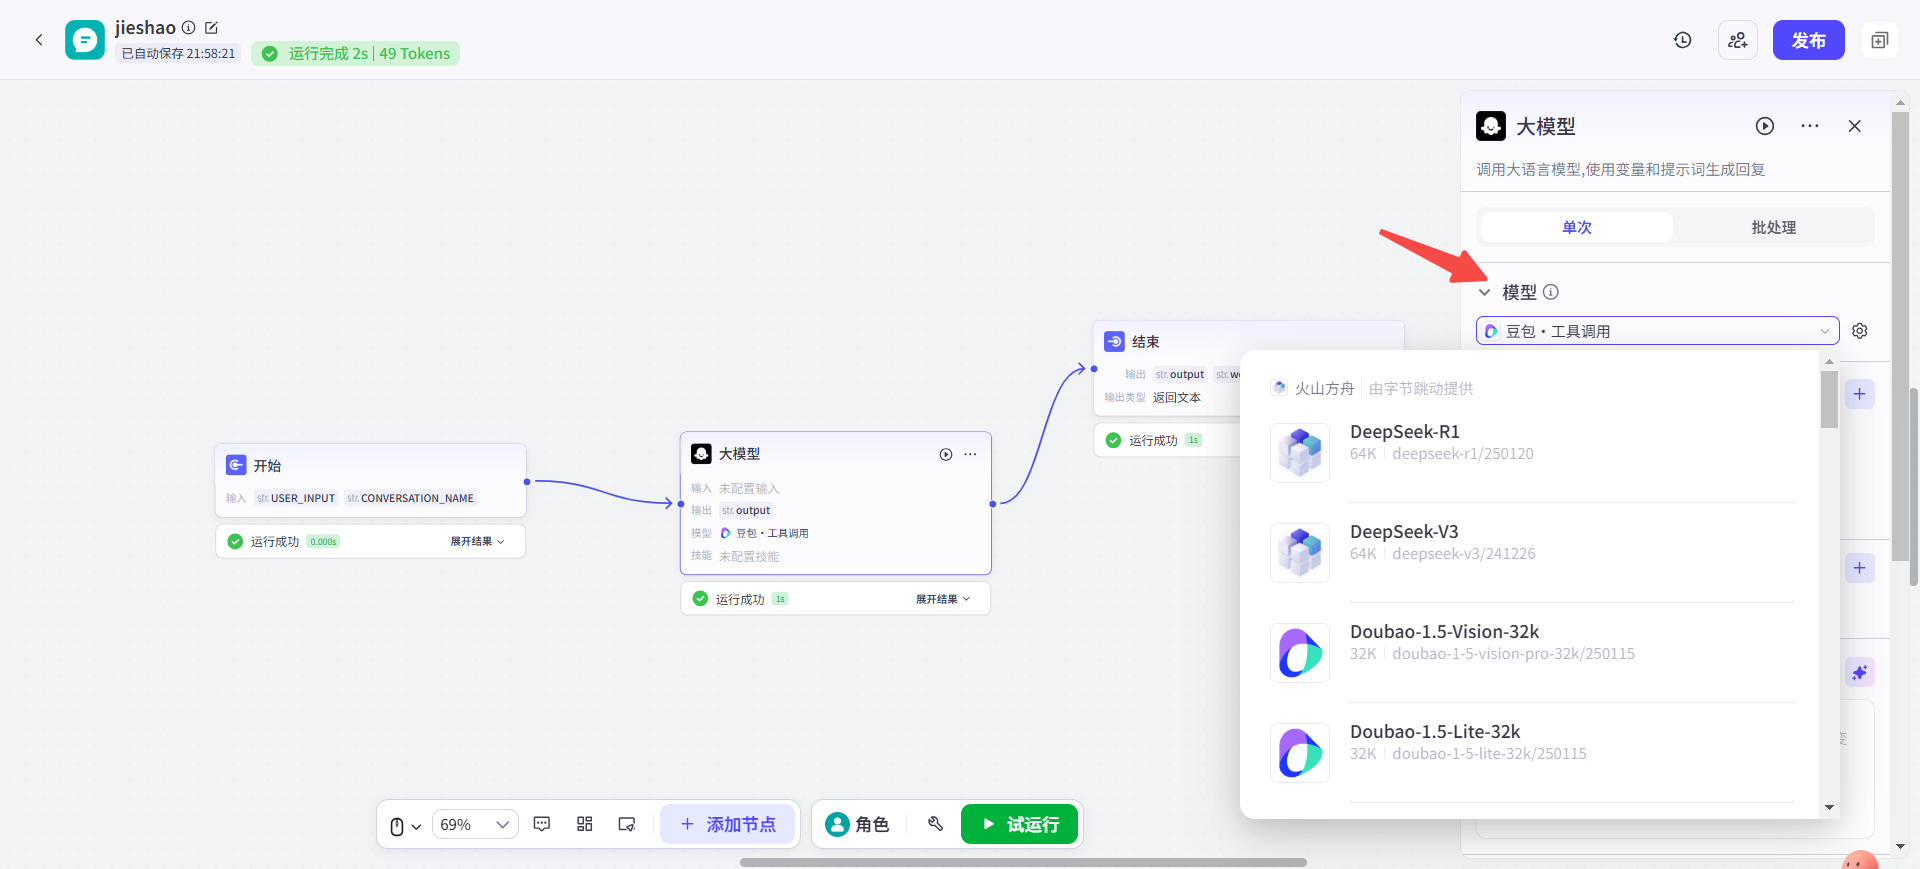 jieshao
已自动保存 21:58:21
运行完成 2s | 49 Tokens
发布
开始
输入 str. USER_INPUT str. CONVERSATION_NAME
运行成功 0.000s 展开结果
大模型
输入 未配置输入
输出 str. output
模型 豆包·工具调用
技能 未配置技能
运行成功 1s 展开结果
结束
输出 str. output str.
输出类型 返回文本
运行成功 1s
大模型
调用大语言模型,使用变量和提示词生成回复
单次 批处理
模型
豆包·工具调用
火山方舟 由字节跳动提供
DeepSeek-R1
64K deepseek-r1/250120
DeepSeek-V3
64K deepseek-v3/241226
Doubao-1.5-Vision-32k
32K doubao-1-5-vision-pro-32k/250115
Doubao-1.5-Lite-32k
32K doubao-1-5-lite-32k/250115
69% 添加节点 角色 试运行